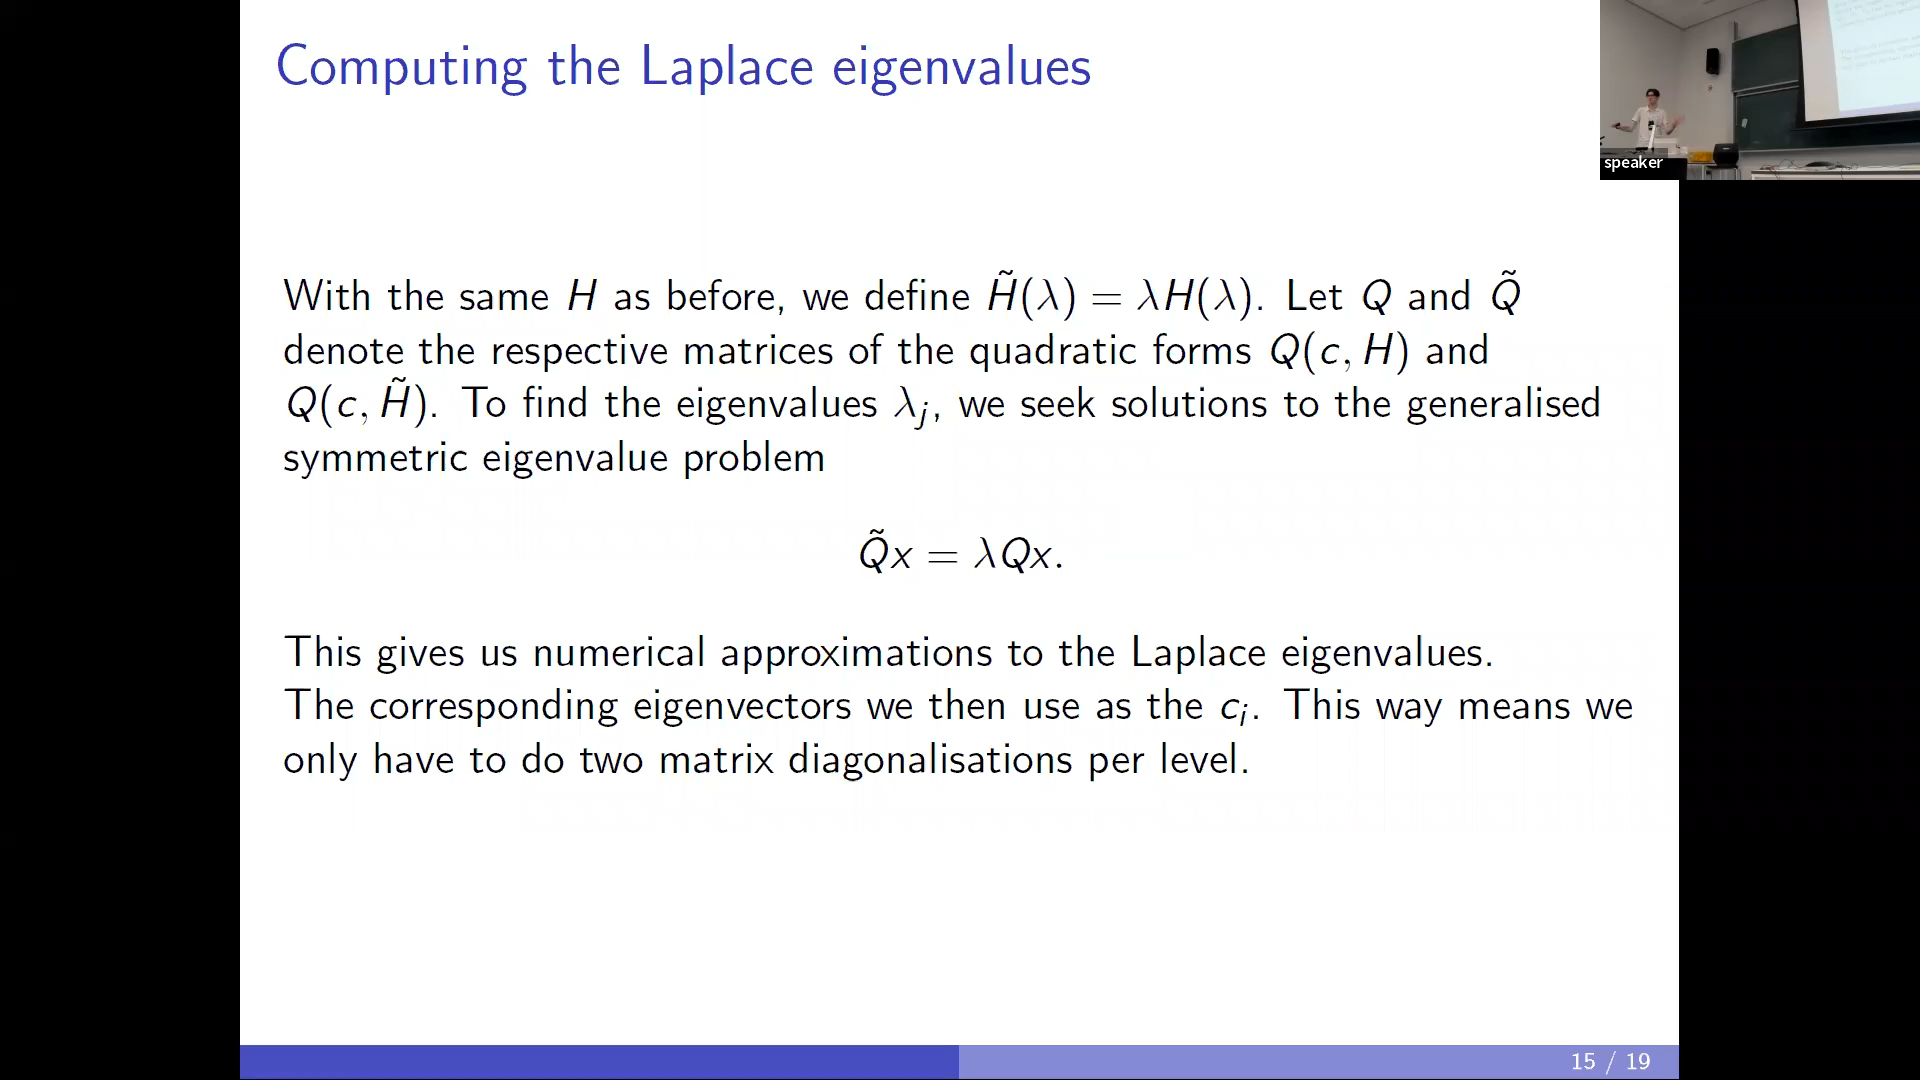 Computing the Laplace eigenvalues
speaker
With the same H as before, we define H̃(λ) = λH(λ). Let Q and Q̃
denote the respective matrices of the quadratic forms Q(c, H) and
Q(c, H̃). To find the eigenvalues λⱼ, we seek solutions to the generalised
symmetric eigenvalue problem
Q̃x = λQx.
This gives us numerical approximations to the Laplace eigenvalues.
The corresponding eigenvectors we then use as the cᵢ. This way means we
only have to do two matrix diagonalisations per level.
15 / 19